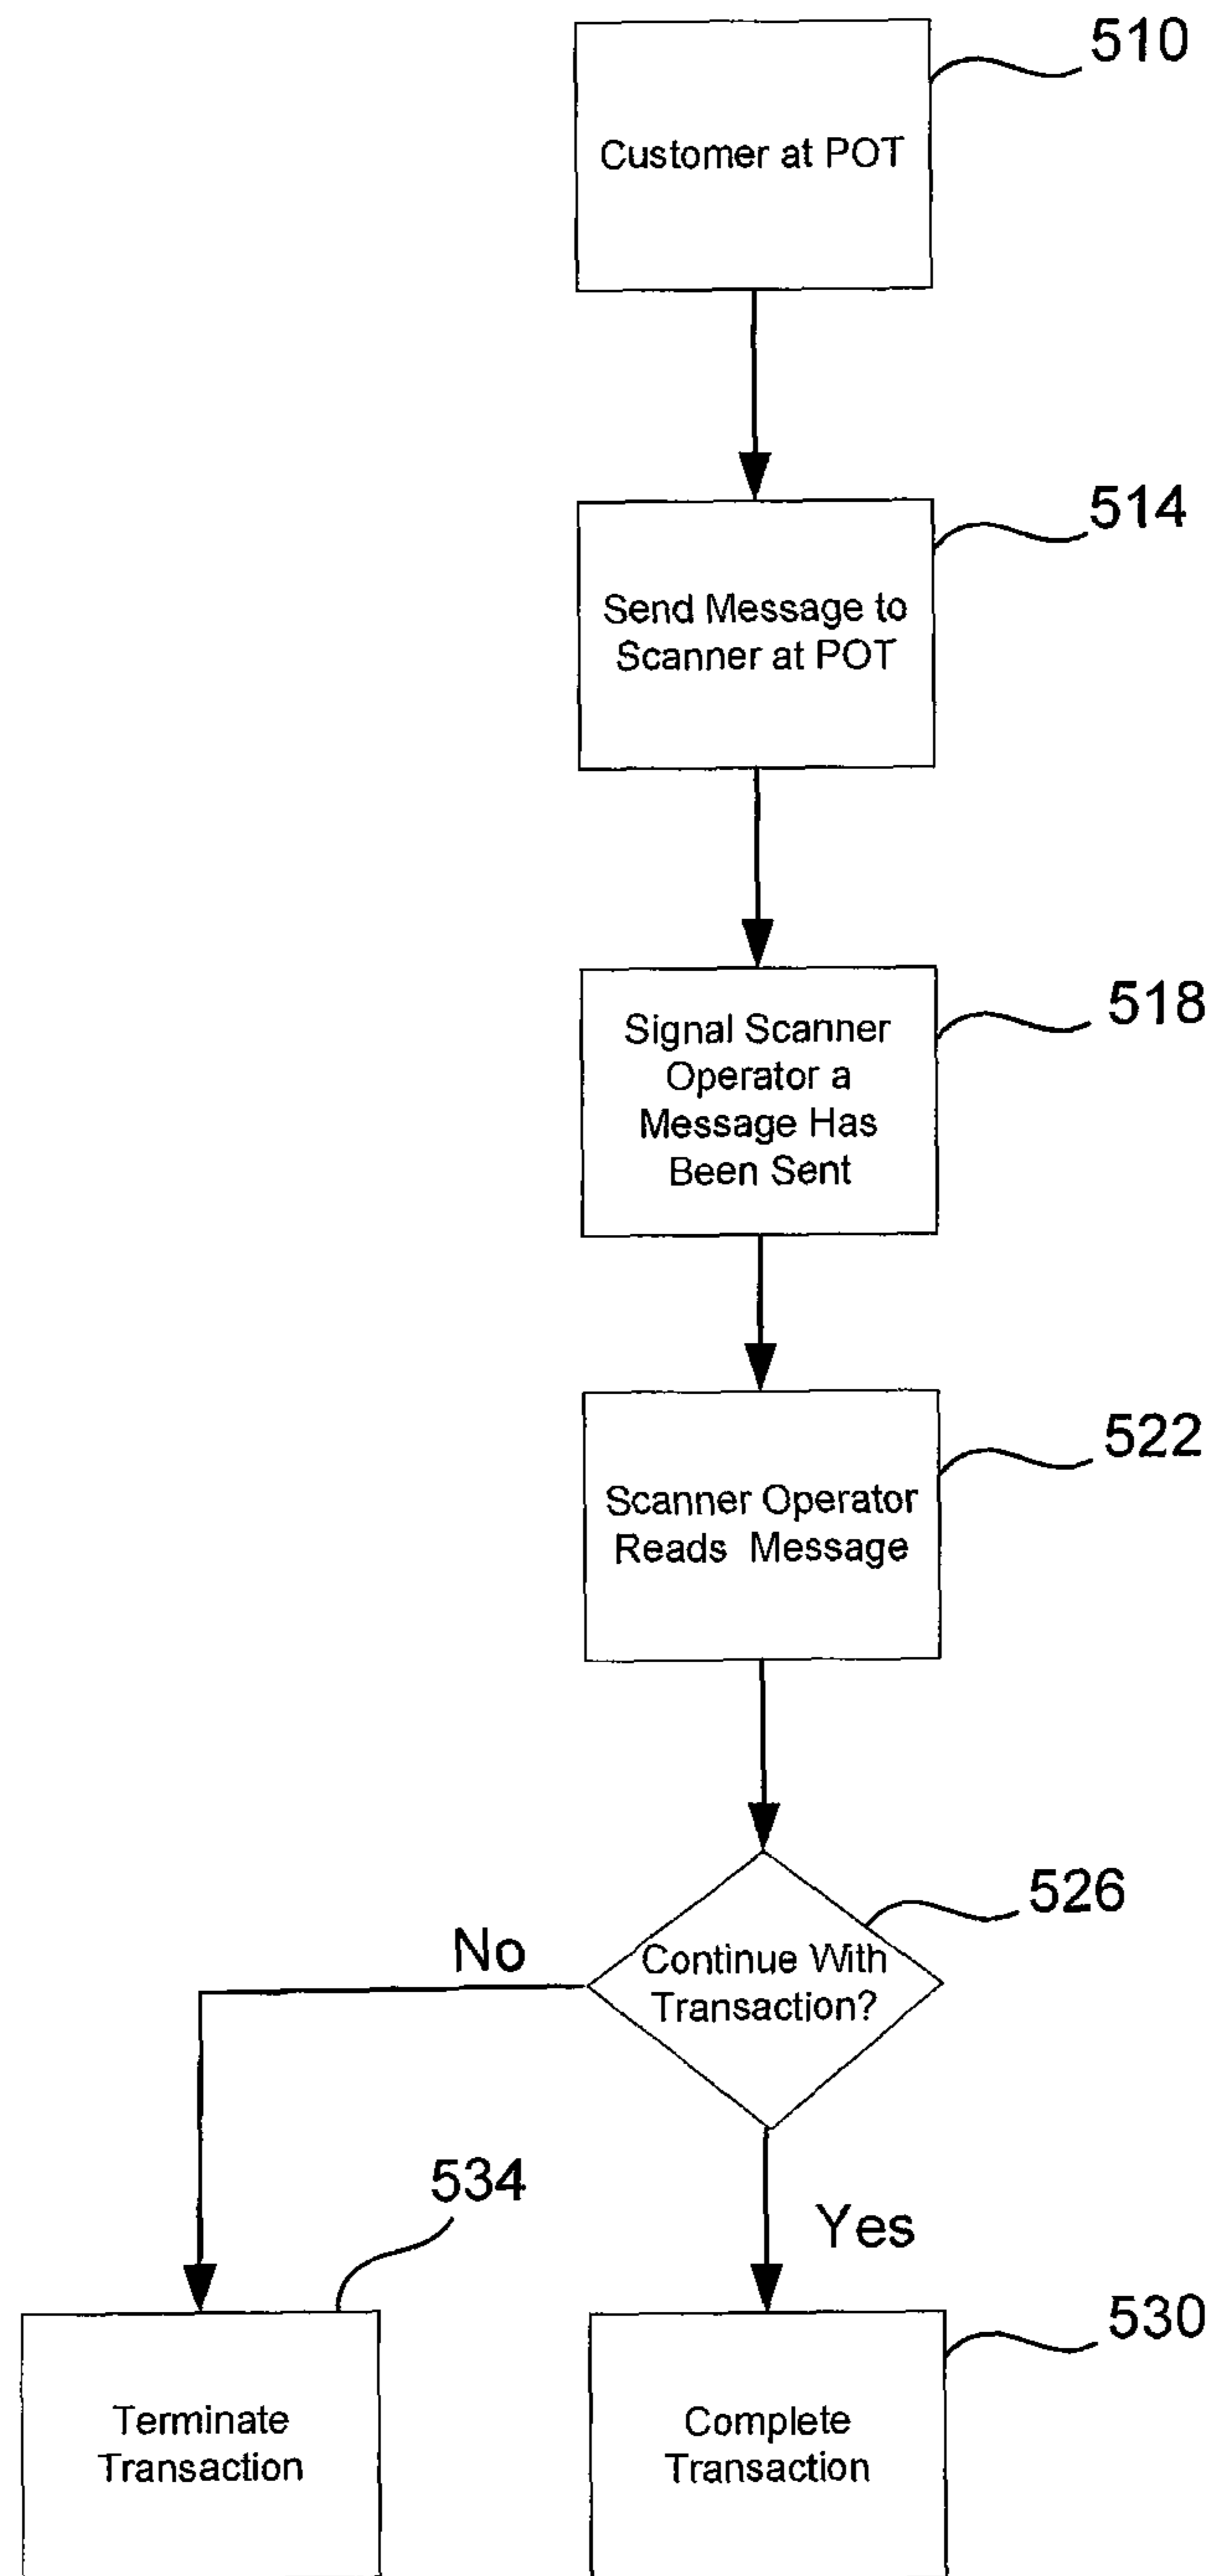 510
Customer at POT
514
Send Message to
Scanner at POT
518
Signal Scanner
Operator a
Message Has
Been Sent
522
Scanner Operator
Reads Message
526
No
Continue With
Transaction?
534
Yes
530
Terminate
Transaction
Complete
Transaction